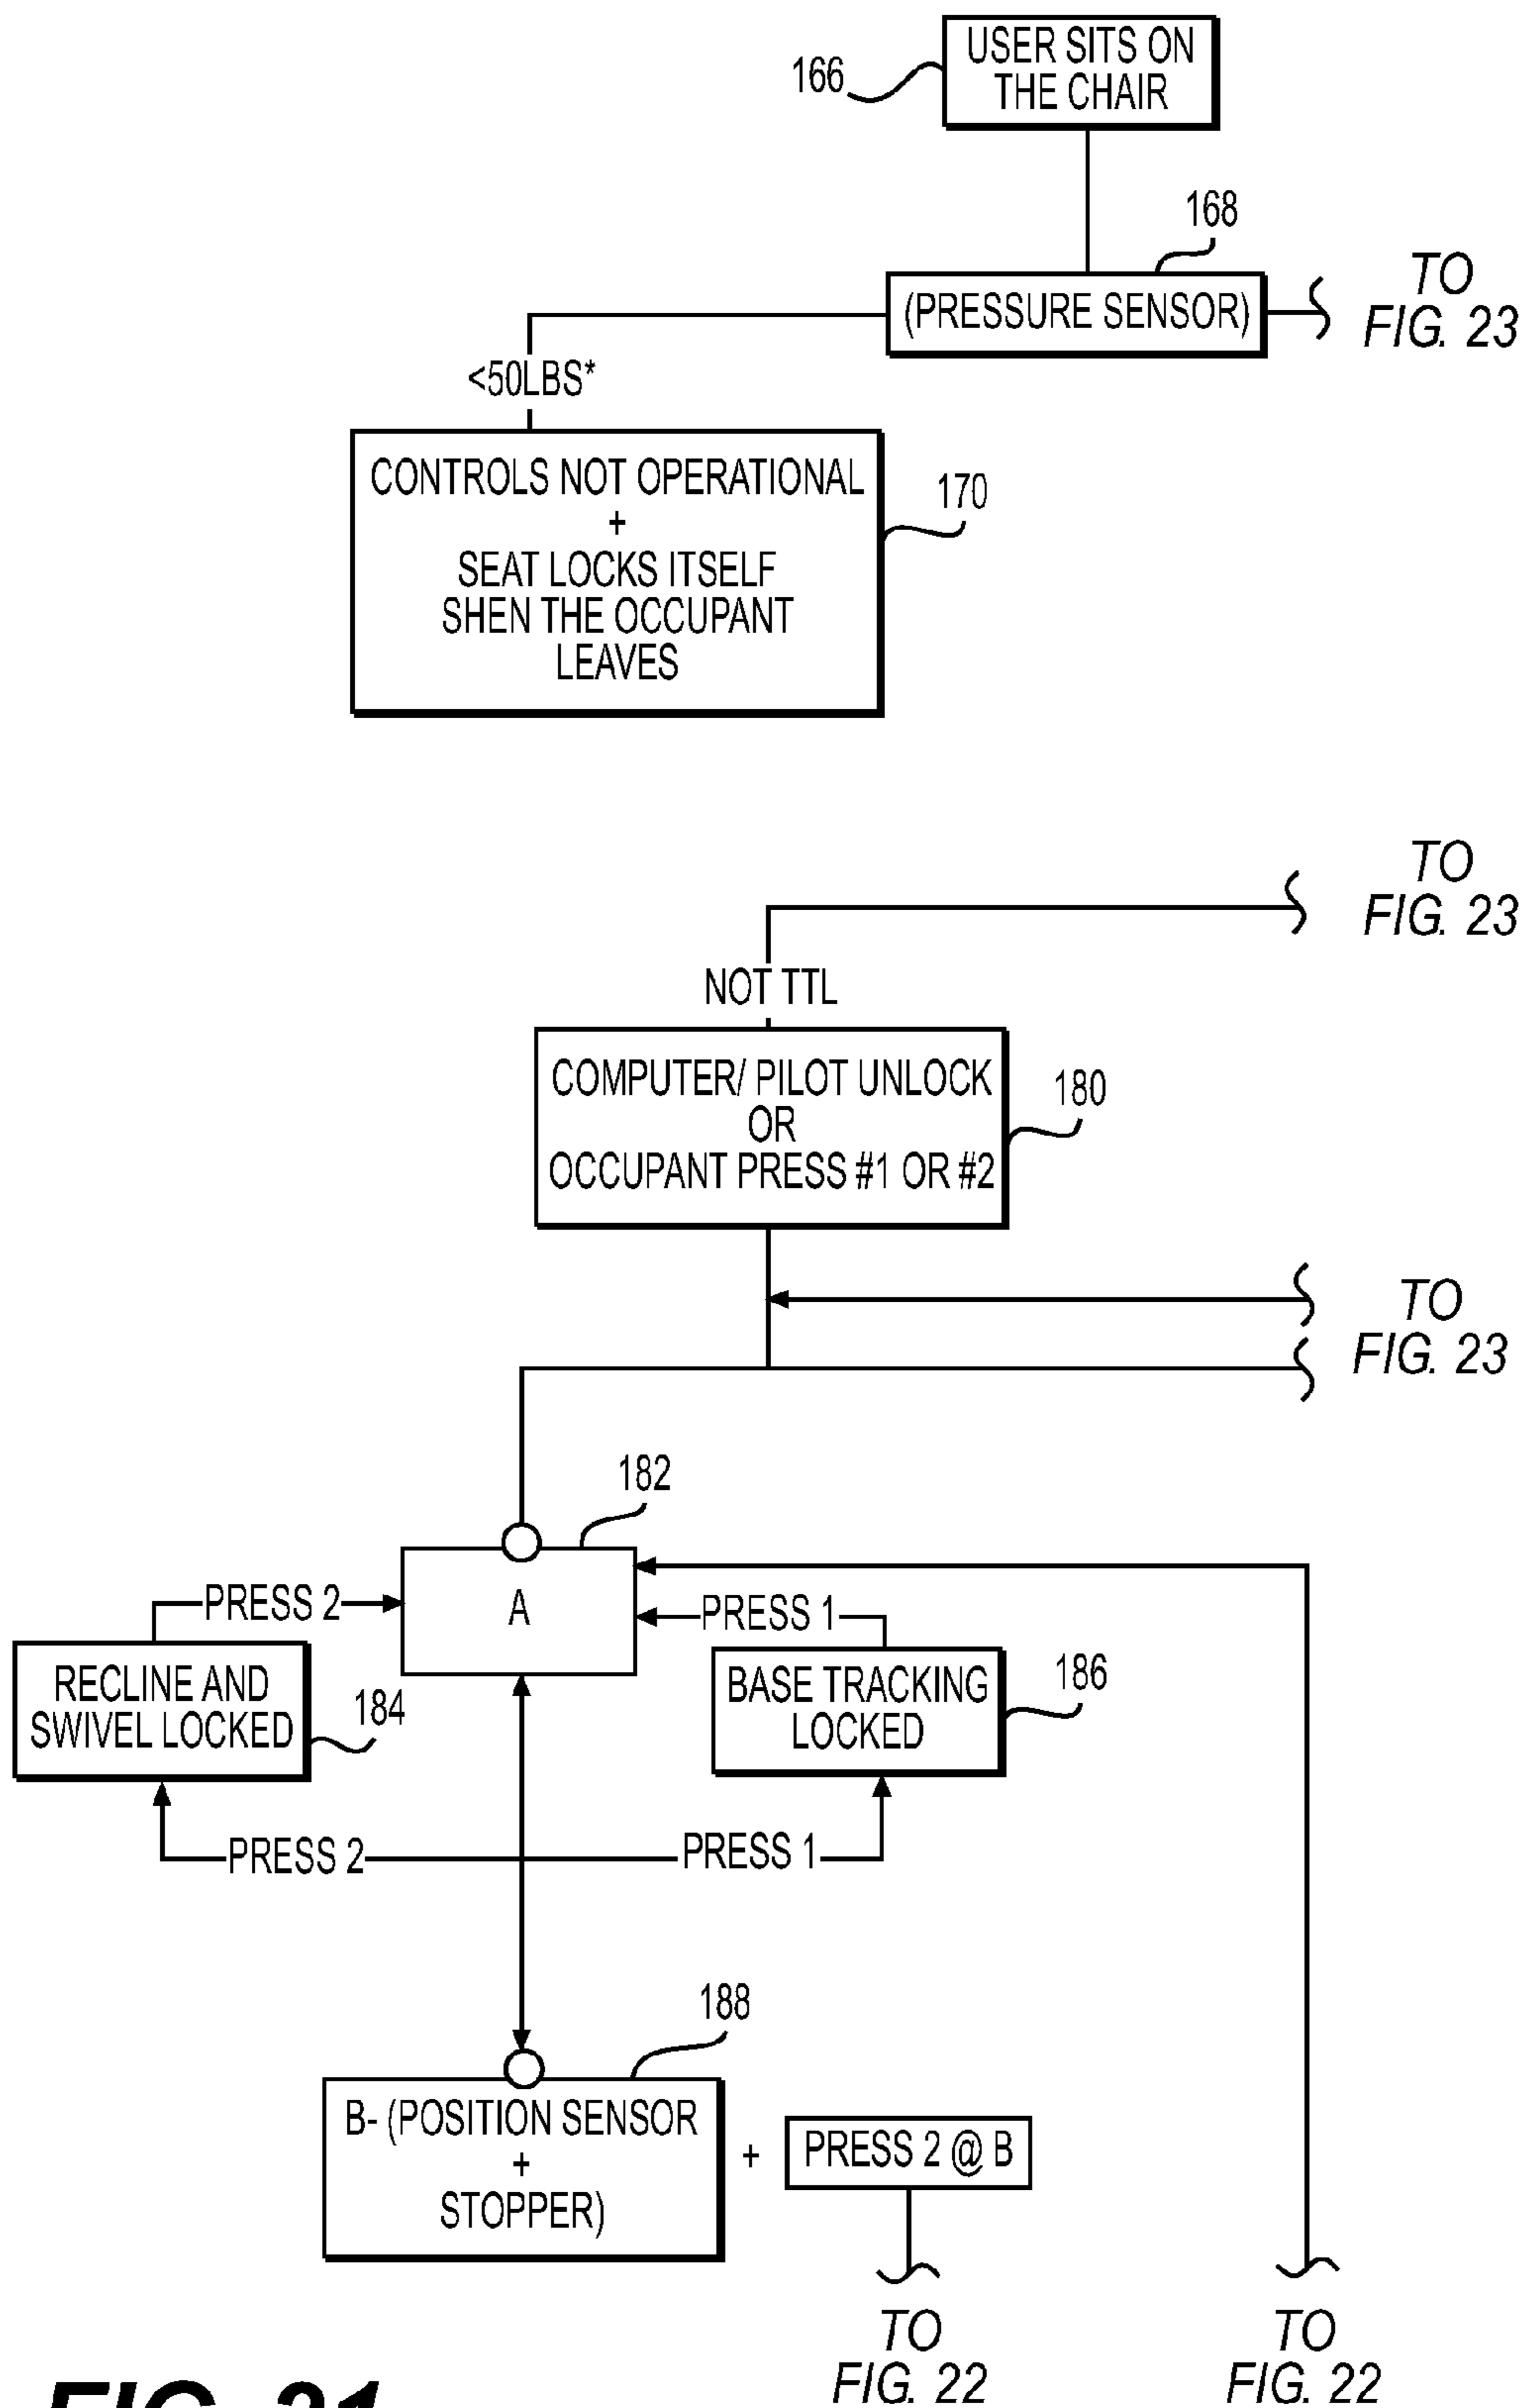 USER SITS ON
THE CHAIR
166
168
(PRESSURE SENSOR)
TO
FIG. 23
<50LBS*
CONTROLS NOT OPERATIONAL
+
SEAT LOCKS ITSELF
SHEN THE OCCUPANT
LEAVES
170
TO
FIG. 23
NOT TTL
COMPUTER/ PILOT UNLOCK
OR
OCCUPANT PRESS #1 OR #2
180
TO
FIG. 23
182
A
PRESS 2
PRESS 1
RECLINE AND
SWIVEL LOCKED
184
BASE TRACKING
LOCKED
186
PRESS 2
PRESS 1
188
B- (POSITION SENSOR
+
STOPPER)
+
PRESS 2 @ B
TO
FIG. 22
TO
FIG. 22
FIG. 21